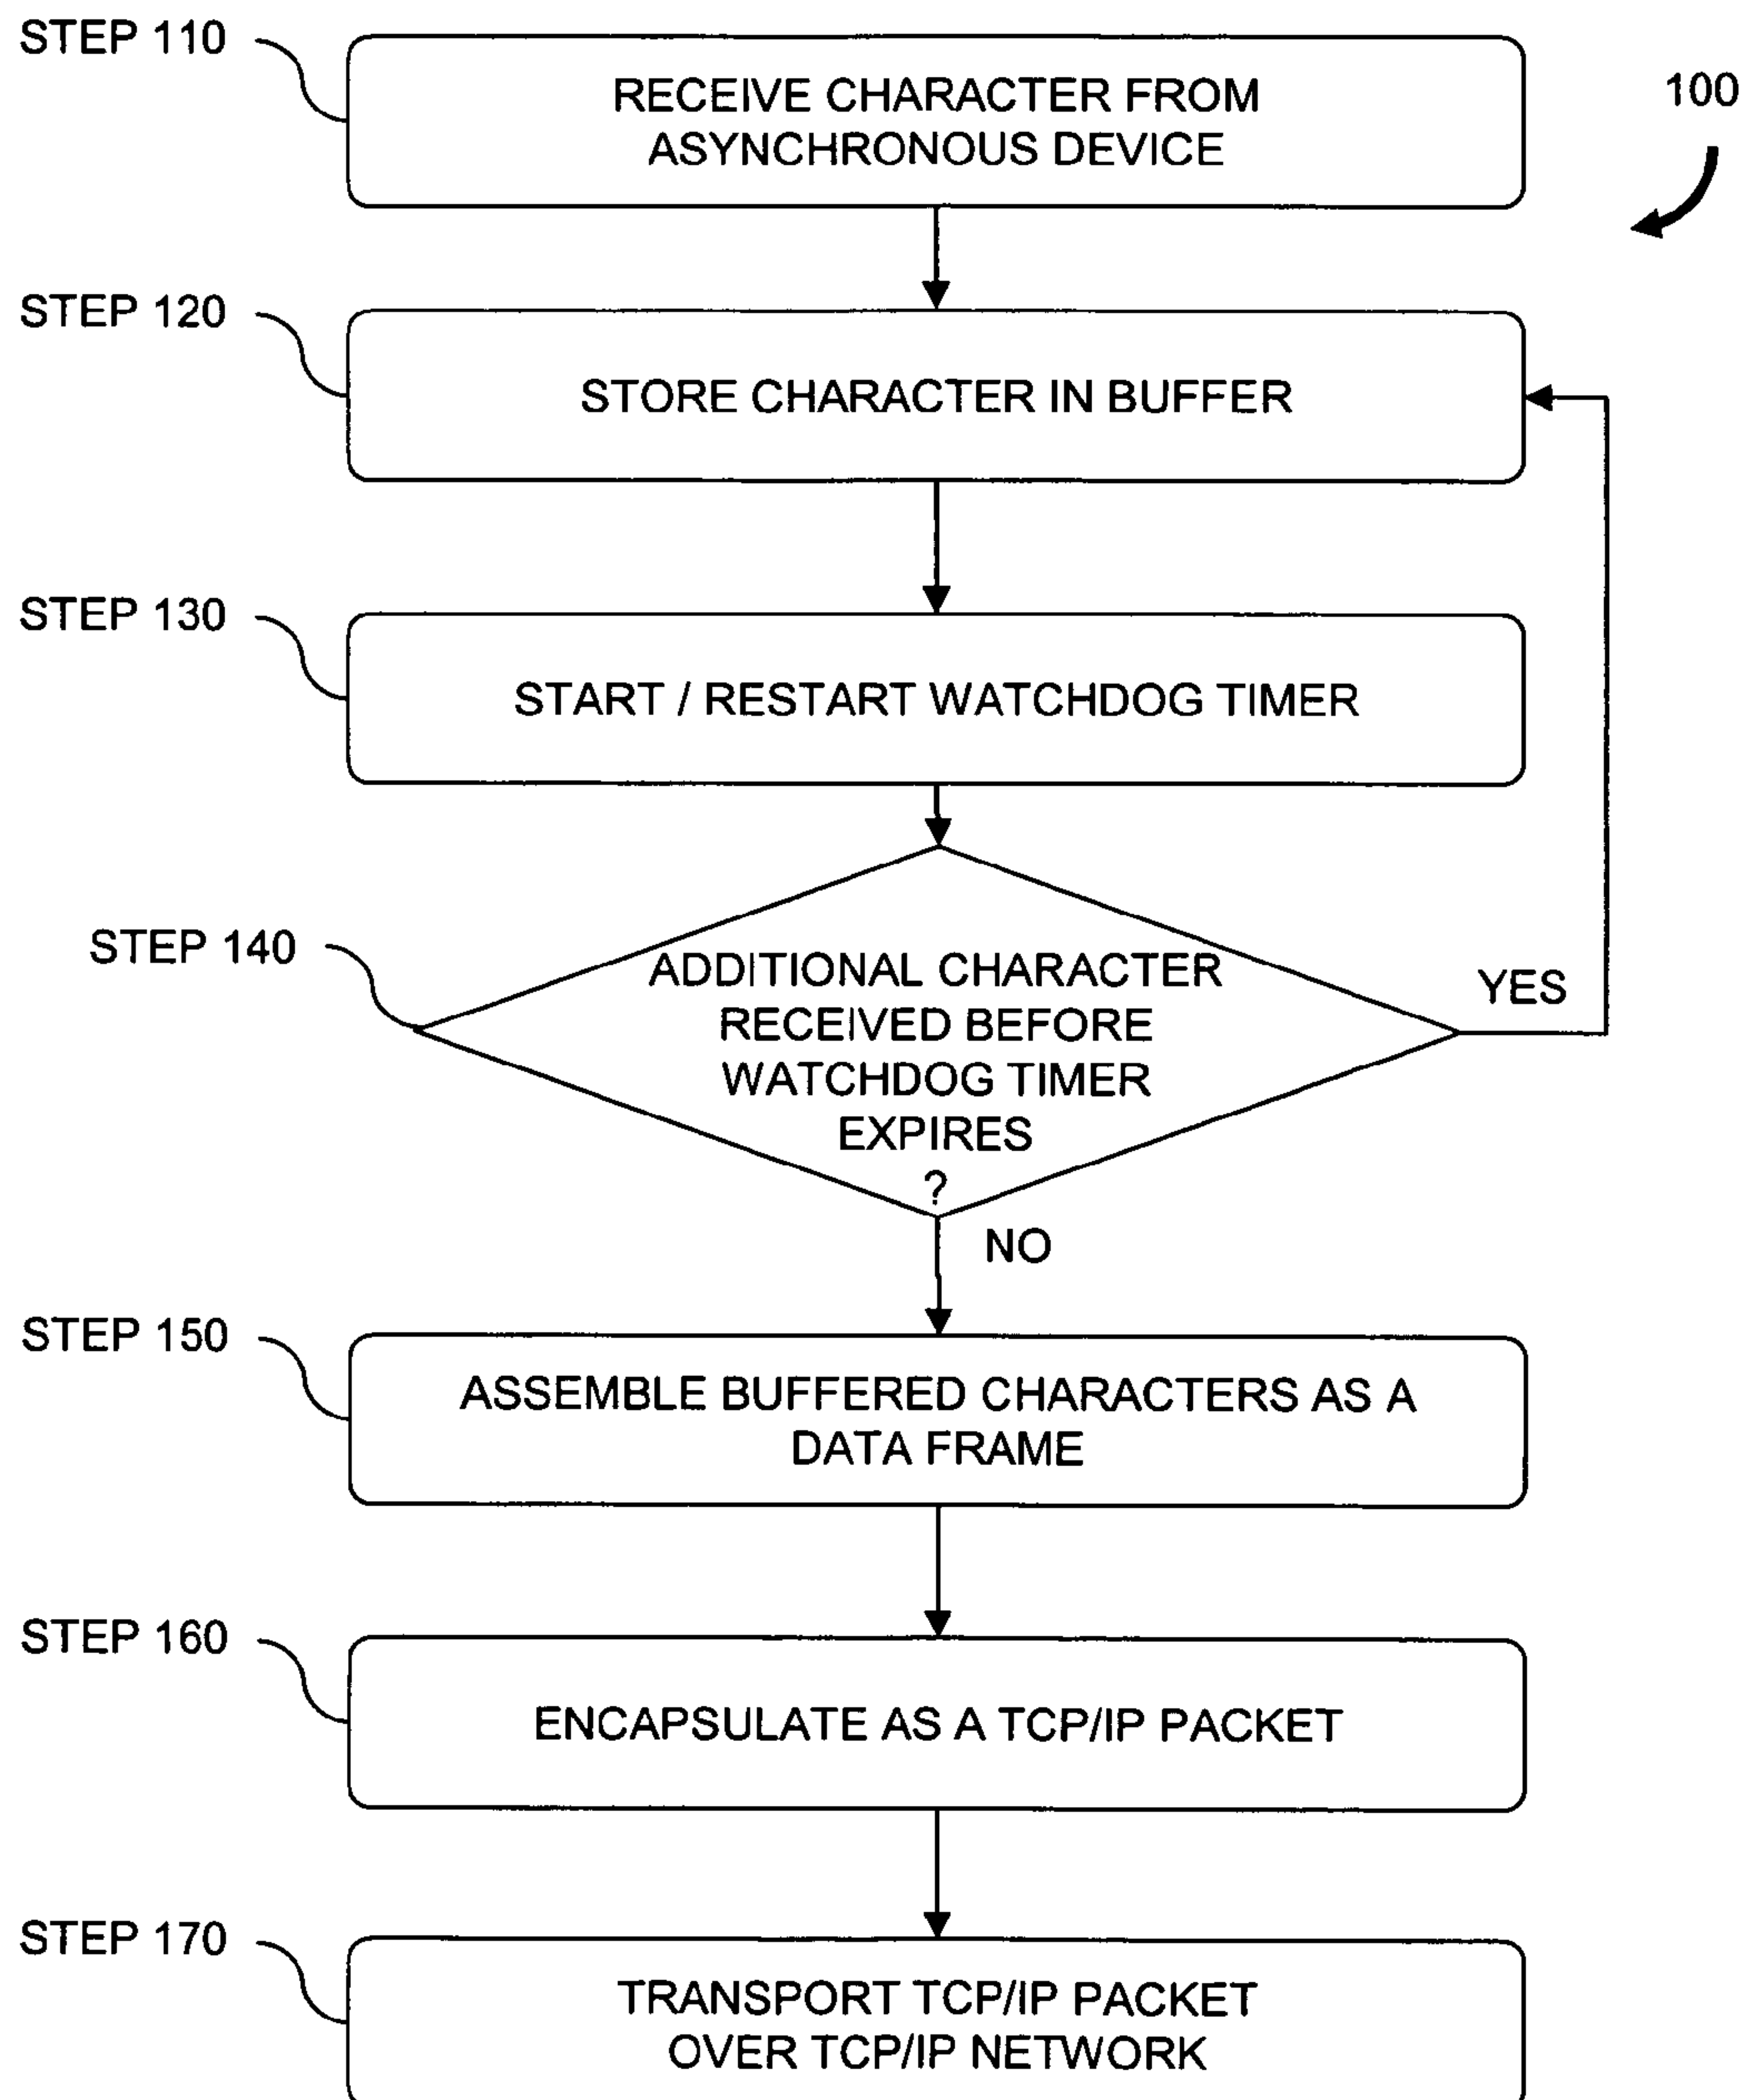 STEP 110
RECEIVE CHARACTER FROM
ASYNCHRONOUS DEVICE
100
STEP 120
STORE CHARACTER IN BUFFER
STEP 130
START / RESTART WATCHDOG TIMER
STEP 140
ADDITIONAL CHARACTER
RECEIVED BEFORE
WATCHDOG TIMER
EXPIRES
?
YES
NO
STEP 150
ASSEMBLE BUFFERED CHARACTERS AS A
DATA FRAME
STEP 160
ENCAPSULATE AS A TCP/IP PACKET
STEP 170
TRANSPORT TCP/IP PACKET
OVER TCP/IP NETWORK